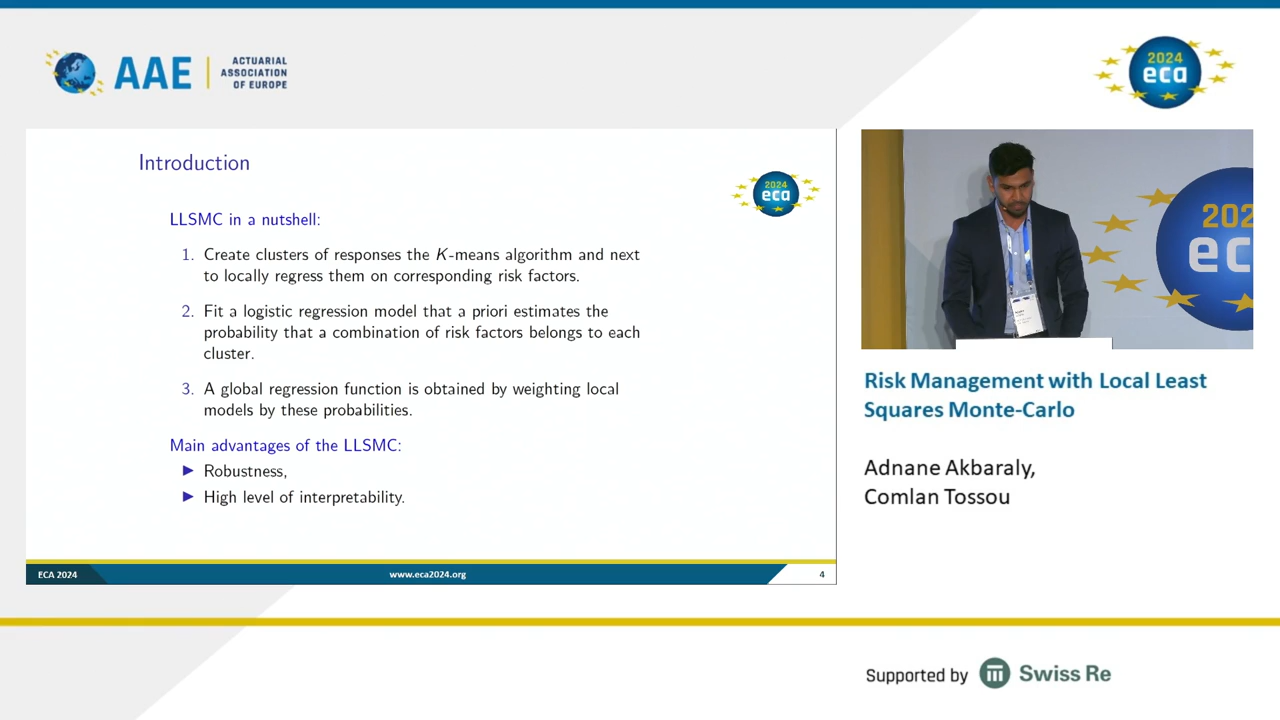 AAE
ACTUARIAL
ASSOCIATION
OF EUROPE
2024
eca
Introduction
2024
eca
LLSMC in a nutshell:
1. Create clusters of responses the K-means algorithm and next
to locally regress them on corresponding risk factors.
2. Fit a logistic regression model that a priori estimates the
probability that a combination of risk factors belongs to each
cluster.
3. A global regression function is obtained by weighting local
models by these probabilities.
Main advantages of the LLSMC:
► Robustness,
► High level of interpretability.
ECA 2024
www.eca2024.org
4
202
ec
Risk Management with Local Least
Squares Monte-Carlo
Adnane Akbaraly,
Comlan Tossou
Supported by
Swiss Re